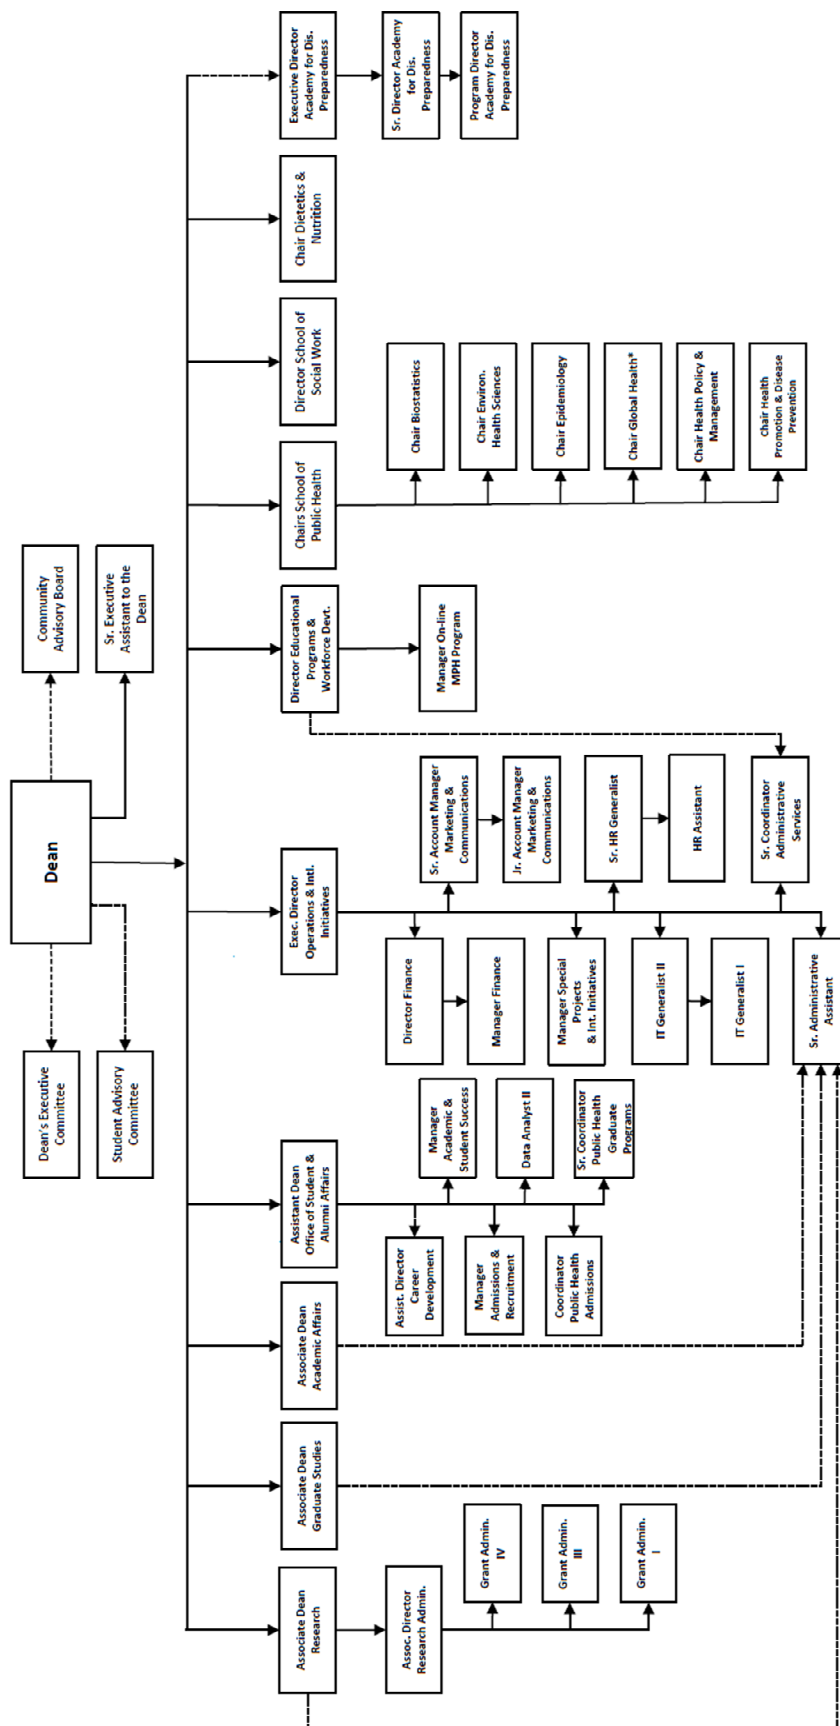 Dean
Dean's Executive
Committee
Student Advisory
Committee
Community
Advisory Board
Sr. Executive
Assistant to the
Dean
Associate Dean
Research
Associate Dean
Graduate Studies
Associate Dean
Academic Affairs
Assistant Dean
Office of Student &
Alumni Affairs
Exec. Director
Operations & Intl.
Initiatives
Director Educational
Programs &
Workforce Devt.
Chairs School of
Public Health
Director School of
Social Work
Chair Dietetics &
Nutrition
Executive Director
Academy for Dis.
Preparedness
Assoc. Director
Research Admin.
Grant Admin.
IV
Grant Admin.
III
Grant Admin.
I
Assist. Director
Career
Development
Manager
Admissions &
Recruitment
Coordinator
Public Health
Admissions
Manager
Academic &
Student Success
Data Analyst II
Sr. Coordinator
Public Health
Graduate
Programs
Director Finance
Manager Finance
Manager Special
Projects
& Int. Initiatives
IT Generalist II
IT Generalist I
Sr. Administrative
Assistant
Sr. Account Manager
Marketing &
Communications
Jr. Account Manager
Marketing &
Communications
Sr. HR Generalist
HR Assistant
Sr. Coordinator
Administrative
Services
Manager On-line
MPH Program
Chair Biostatistics
Chair Environ.
Health Sciences
Chair Epidemiology
Chair Global Health*
Chair Health Policy &
Management
Chair Health
Promotion & Disease
Prevention
Sr. Director Academy
for Dis.
Preparedness
Program Director
Academy for Dis.
Preparedness